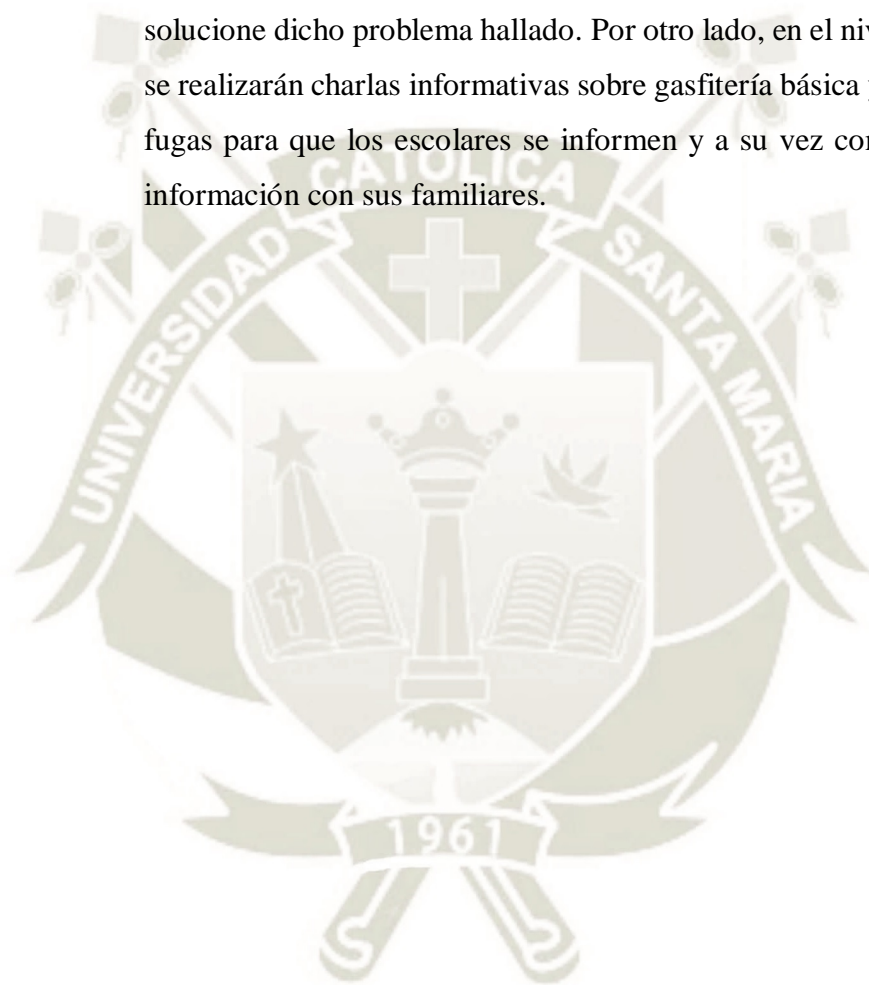 solucione dicho problema hallado. Por otro lado, en el
se realizarán charlas informativas sobre gasfitería básica
fugas para que los escolares se informen y a su vez
información con sus familiares.
UNIVERSIDAD CATOLICA SANTA MARIA
1961